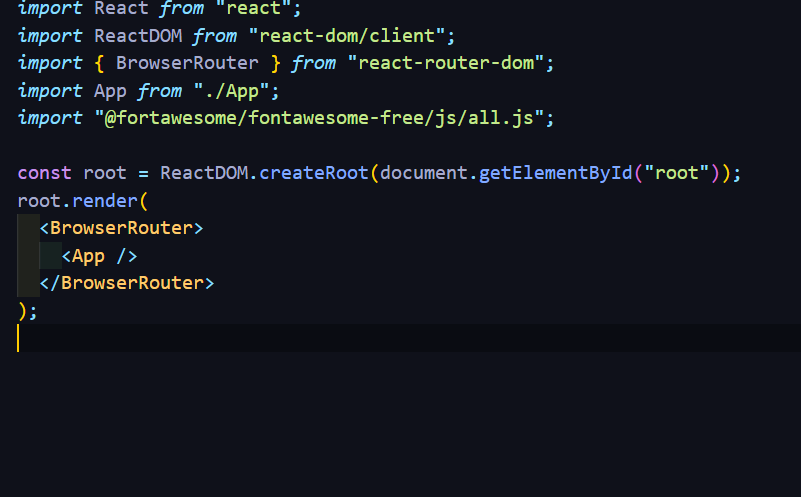 import React from "react";
import ReactDOM from "react-dom/client";
import { BrowserRouter } from "react-router-dom";
import App from "./App";
import "@fortawesome/fontawesome-free/js/all.js";

const root = ReactDOM.createRoot(document.getElementById("root"));
root.render(
  <BrowserRouter>
    <App />
  </BrowserRouter>
);